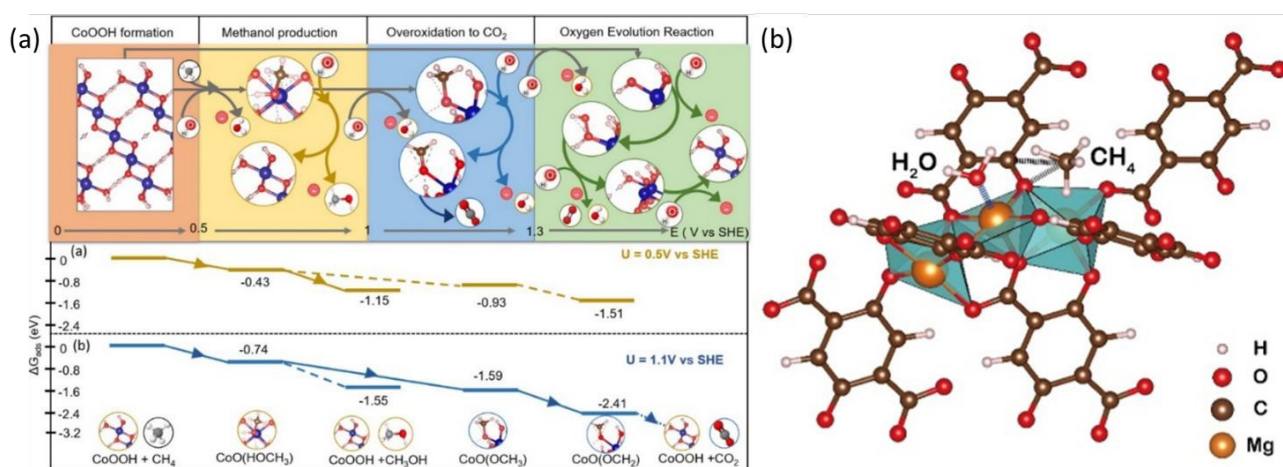 (a)
CoOOH formation
Methanol production
Overoxidation to CO2
Oxygen Evolution Reaction
0
0.5
1
1.3
E ( V vs SHE)
(a)
U = 0.5V vs SHE
0
-0.8
-1.6
-2.4
-0.43
-1.15
-0.93
-1.51
ΔGads (eV)
(b)
U = 1.1V vs SHE
0
-0.8
-1.6
-2.4
-3.2
-0.74
-1.55
-1.59
-2.41
CoOOH + CH4
CoO(HOCH3)
CoOOH +CH3OH
CoO(OCH3)
CoO(OCH2)
CoOOH +CO2
(b)
H2O
CH4
H
O
C
Mg